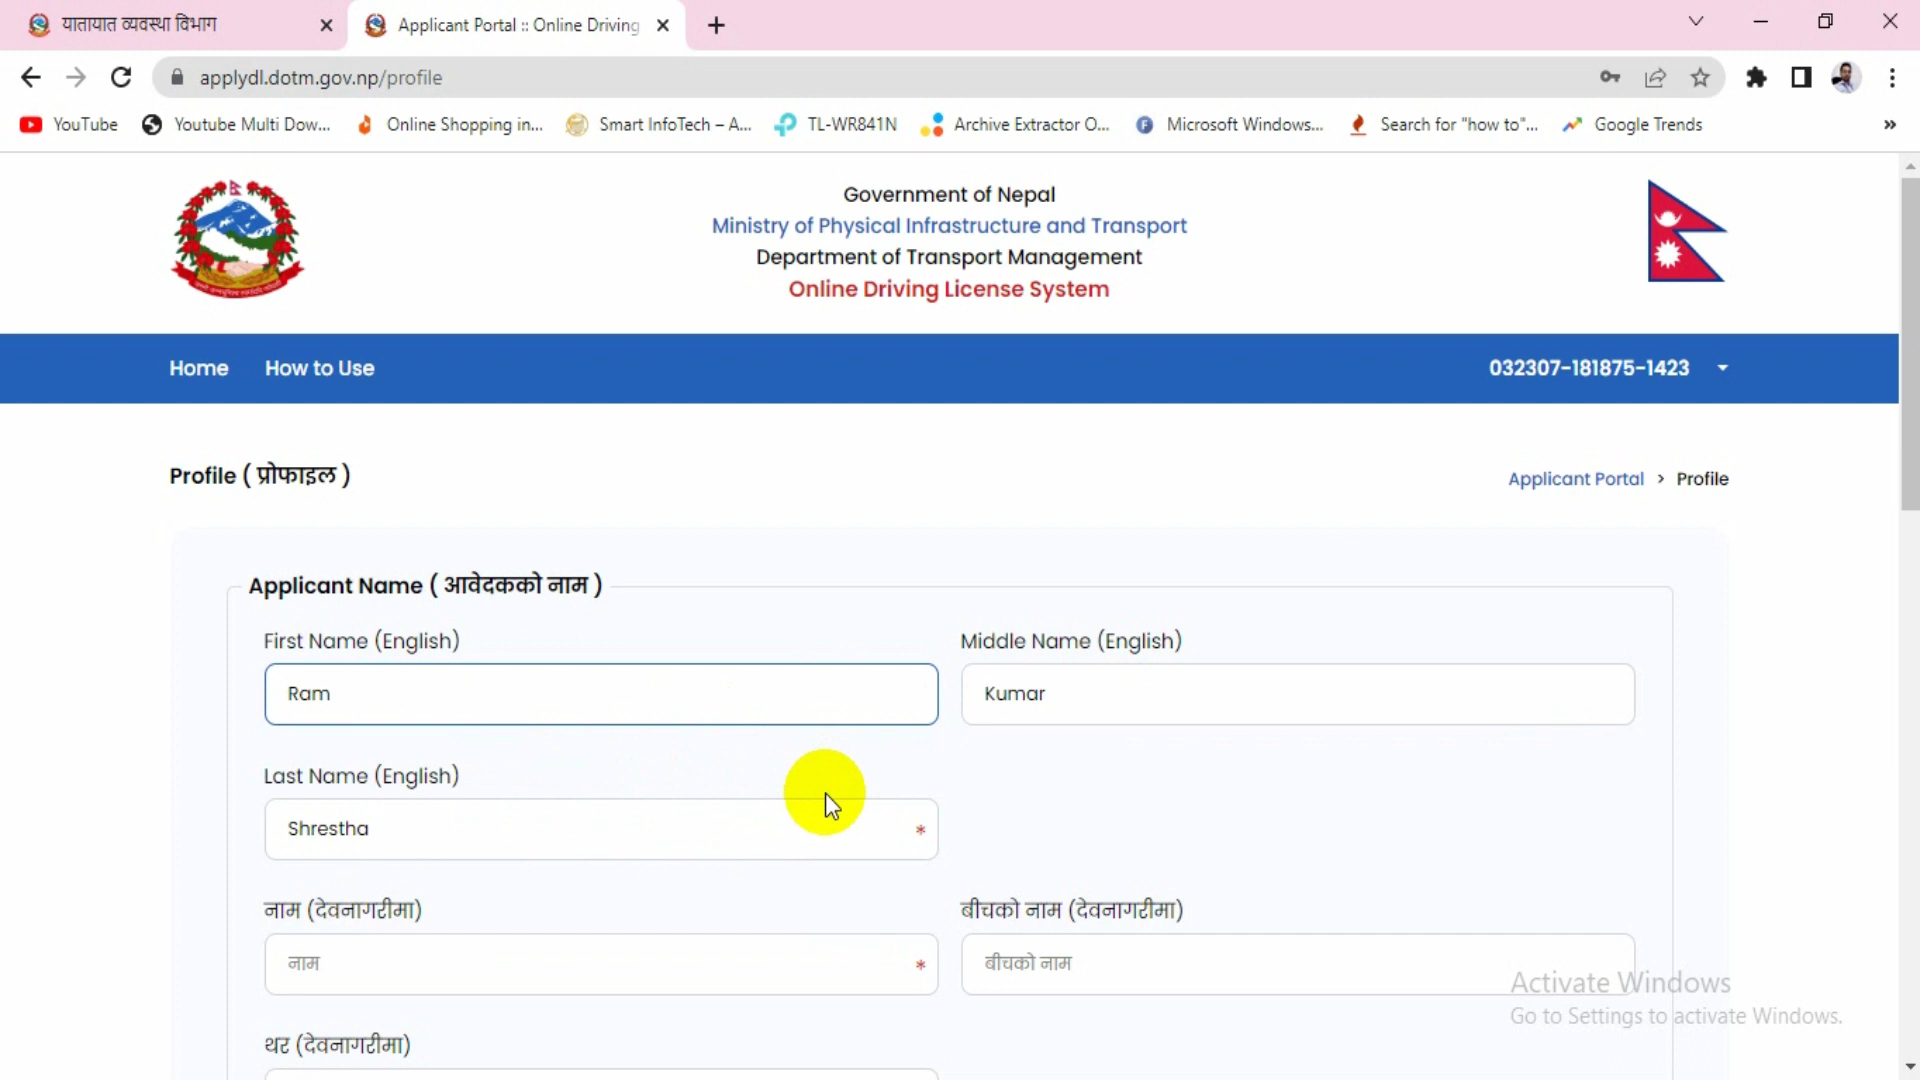 यातायात व्यवस्था विभाग
Applicant Portal :: Online Driving
applydl.dotm.gov.np/profile
YouTube
Youtube Multi Dow...
Online Shopping in...
Smart InfoTech – A...
TL-WR841N
Archive Extractor O...
Microsoft Windows...
Search for "how to"...
Google Trends
»
Government of Nepal
Ministry of Physical Infrastructure and Transport
Department of Transport Management
Online Driving License System
Home
How to Use
032307-181875-1423
Profile ( प्रोफाइल )
Applicant Portal > Profile
Applicant Name ( आवेदकको नाम )
First Name (English)
Middle Name (English)
Ram
Kumar
Last Name (English)
Shrestha *
नाम (देवनागरीमा)
बीचको नाम (देवनागरीमा)
नाम *
बीचको नाम
Activate Windows
Go to Settings to activate Windows.
थर (देवनागरीमा)